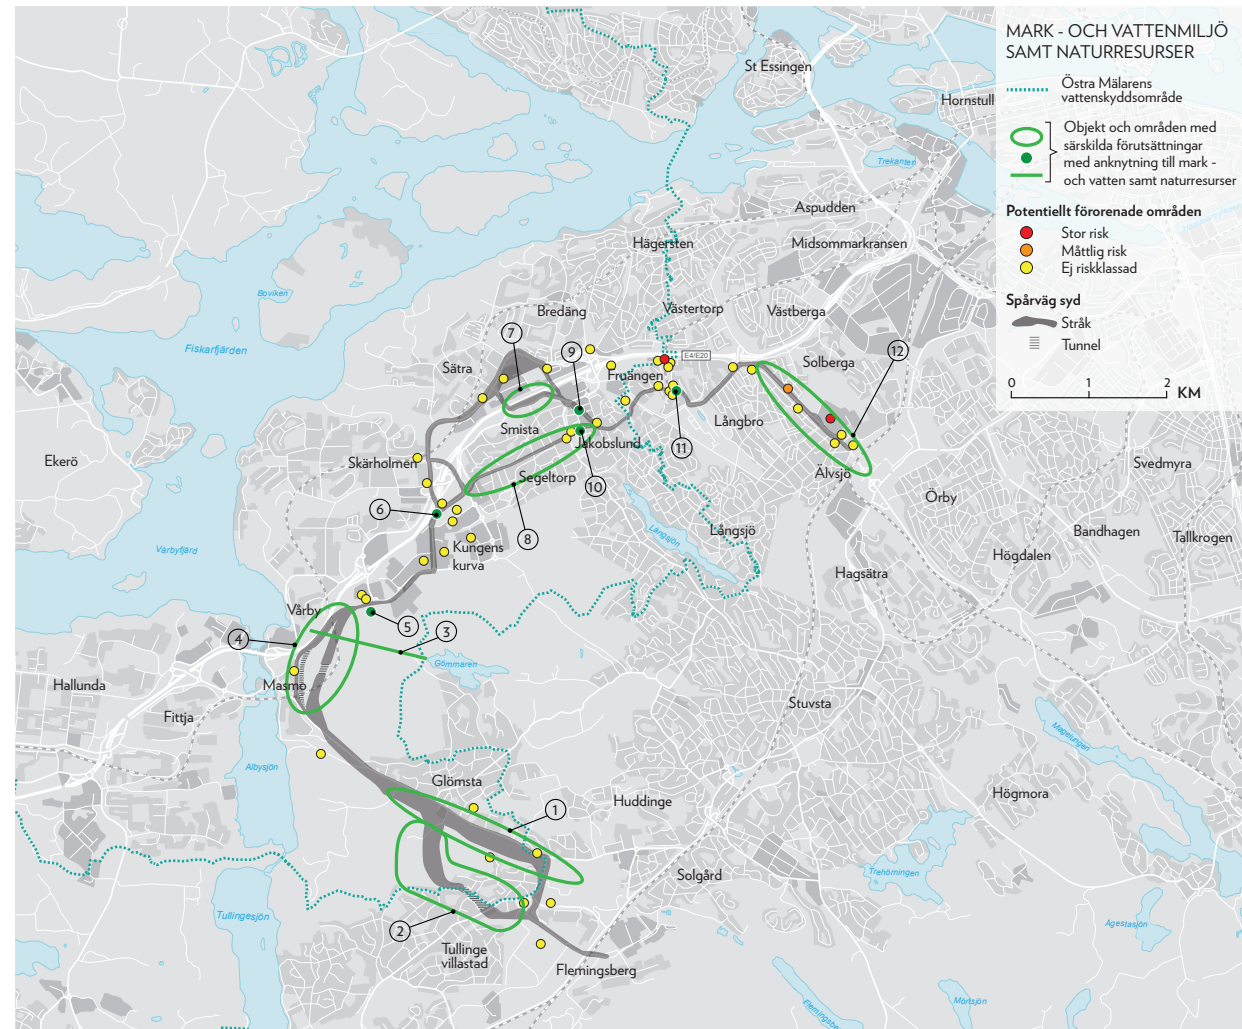 MARK - OCH VATTENMILJÖ
SAMT NATURRESURSER
Östra Mälarens
vattenskyddsområde
Objekt och områden med
särskilda förutsättningar
med anknytning till mark -
och vatten samt naturresurser
Potentiellt förorenade områden
Stor risk
Måttlig risk
Ej riskklassad
Spårväg syd
Stråk
Tunnel
0
1
2
KM
St Essingen
Hornstull
Trekanten
Aspudden
Hägersten
Midsommarkransen
Boviken
Fiskarfjärden
Bredäng
Västertorp
Västberga
7
9
E4/E20
Solberga
12
Sätra
Fruängen
Smista
Jakobslund
Långbro
11
Ekerö
Skärholmen
Segeltorp
10
Älvsjö
Svedmyra
Örby
6
8
Långsjön
Långsjö
Bandhagen
Tallkrogen
Vårbyfjärd
Kungens
kurva
Högdalen
Hagsätra
Vårby
5
4
3
Gömmaren
Hallunda
Masmo
Fittja
Stuvsta
Magelungen
Albysjön
Glömsta
Huddinge
Högmora
1
Solgård
Trehörningen
Tullingesjön
2
Agestasjön
Tullinge
villastad
Flemingsberg
Mörtsjön
Flemingsbe